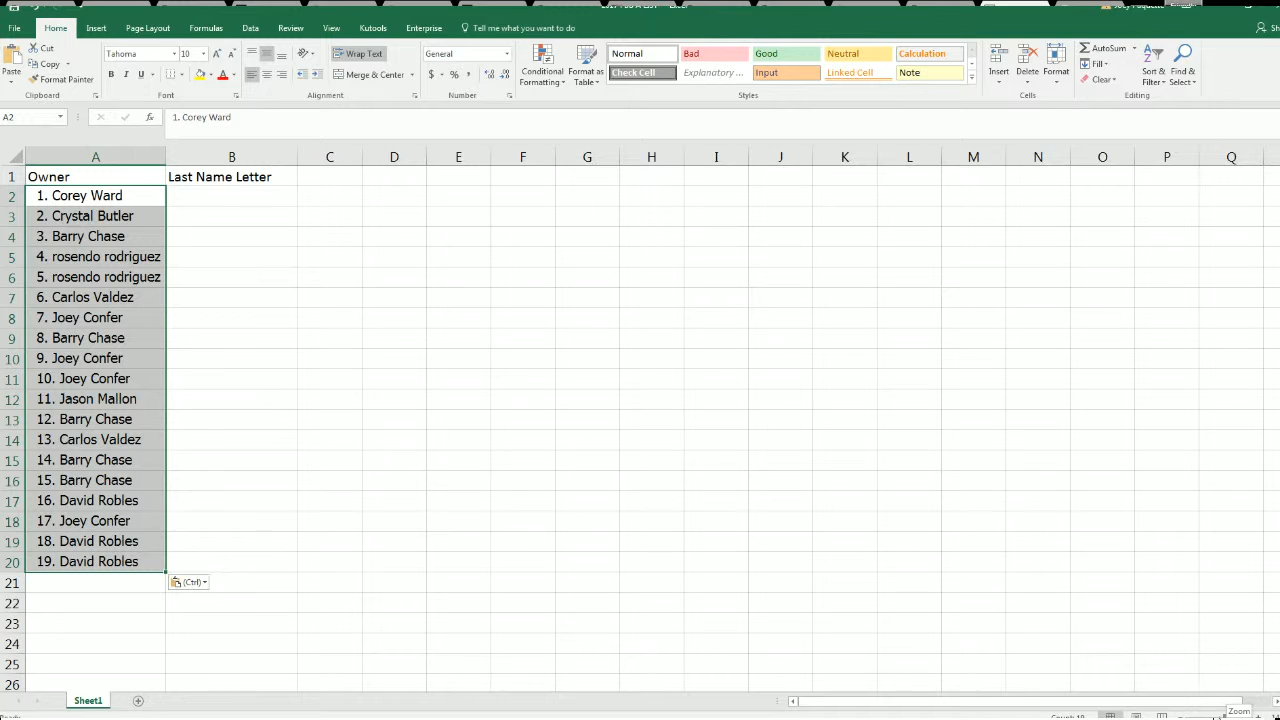 File Home Insert Page Layout Formulas Data Review View Kutools Enterprise Tell me what you want to do
Cut
Copy
Format Painter
Paste
Clipboard
Tahoma 10
B I U
Font
Wrap Text
Merge & Center
Alignment
General
$ % ,
Number
Conditional Formatting
Format as Table
Normal Bad Good Neutral Calculation
Check Cell Explanatory ... Input Linked Cell Note
Styles
Insert Delete Format
Cells
AutoSum
Fill
Clear
Sort & Filter
Find & Select
Editing
A2 fx 1. Corey Ward
A B C D E F G H I J K L M N O P Q
1 Owner Last Name Letter
2 1. Corey Ward
3 2. Crystal Butler
4 3. Barry Chase
5 4. rosendo rodriguez
6 5. rosendo rodriguez
7 6. Carlos Valdez
8 7. Joey Confer
9 8. Barry Chase
10 9. Joey Confer
11 10. Joey Confer
12 11. Jason Mallon
13 12. Barry Chase
14 13. Carlos Valdez
15 14. Barry Chase
16 15. Barry Chase
17 16. David Robles
18 17. Joey Confer
19 18. David Robles
20 19. David Robles
21 (Ctrl)
22
23
24
25
26
Sheet1
Zoom